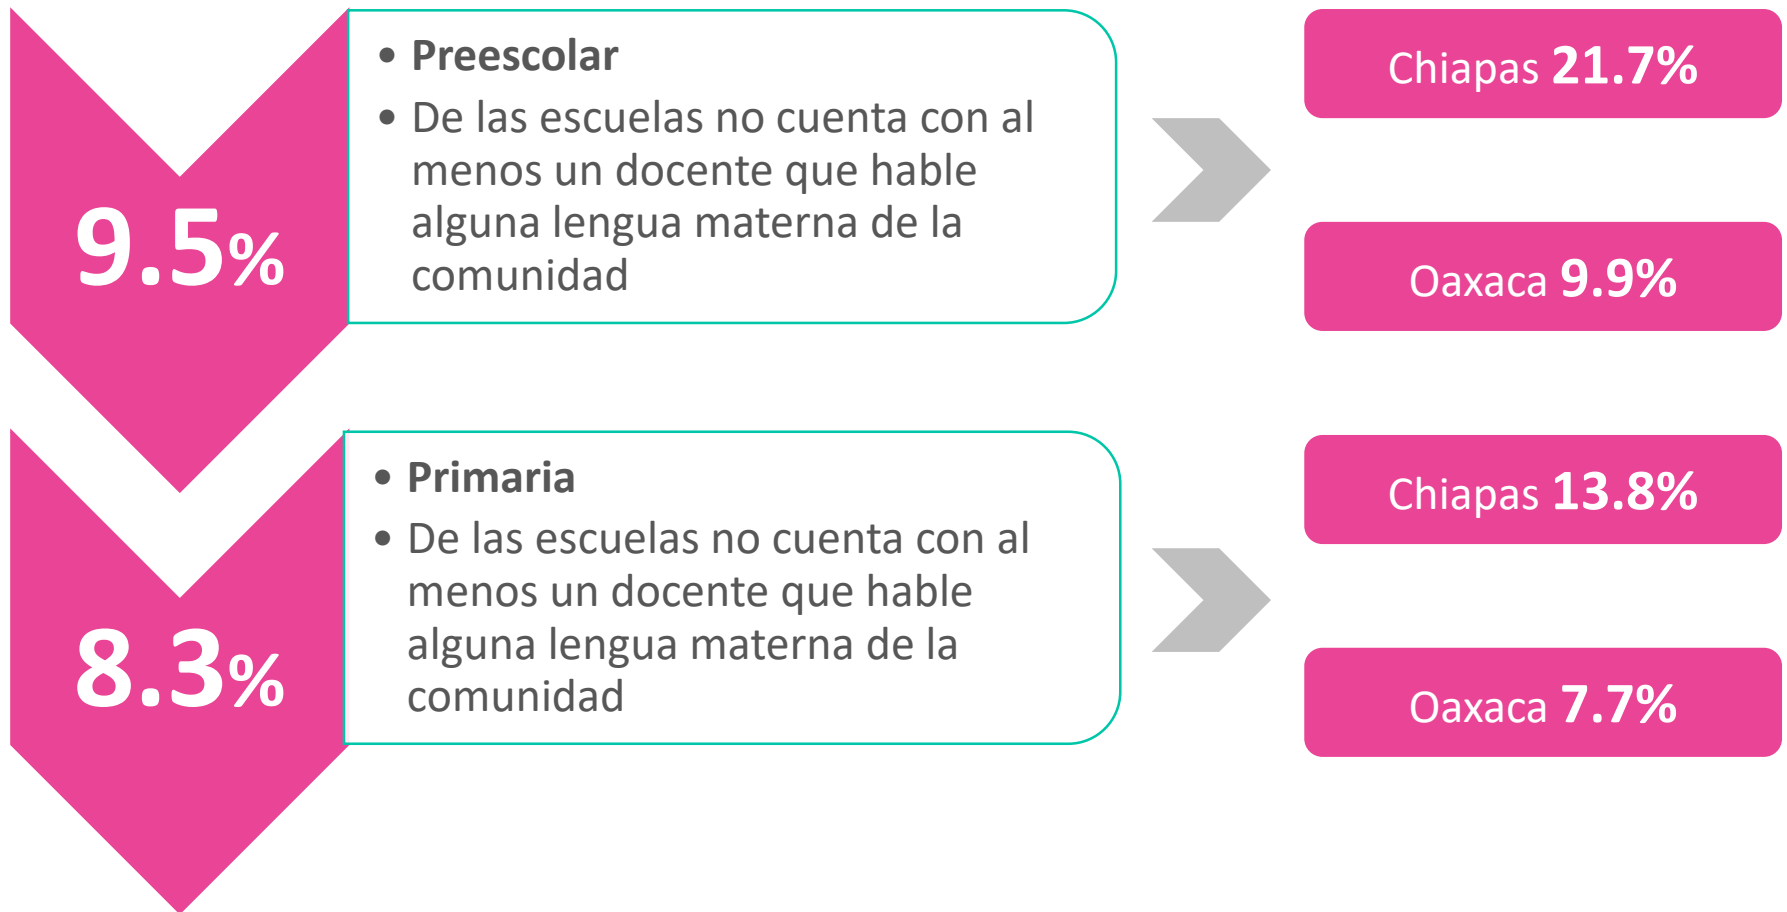 9.5%
• Preescolar
• De las escuelas no cuenta con al
menos un docente que hable
alguna lengua materna de la
comunidad
Chiapas 21.7%
Oaxaca 9.9%
8.3%
• Primaria
• De las escuelas no cuenta con al
menos un docente que hable
alguna lengua materna de la
comunidad
Chiapas 13.8%
Oaxaca 7.7%